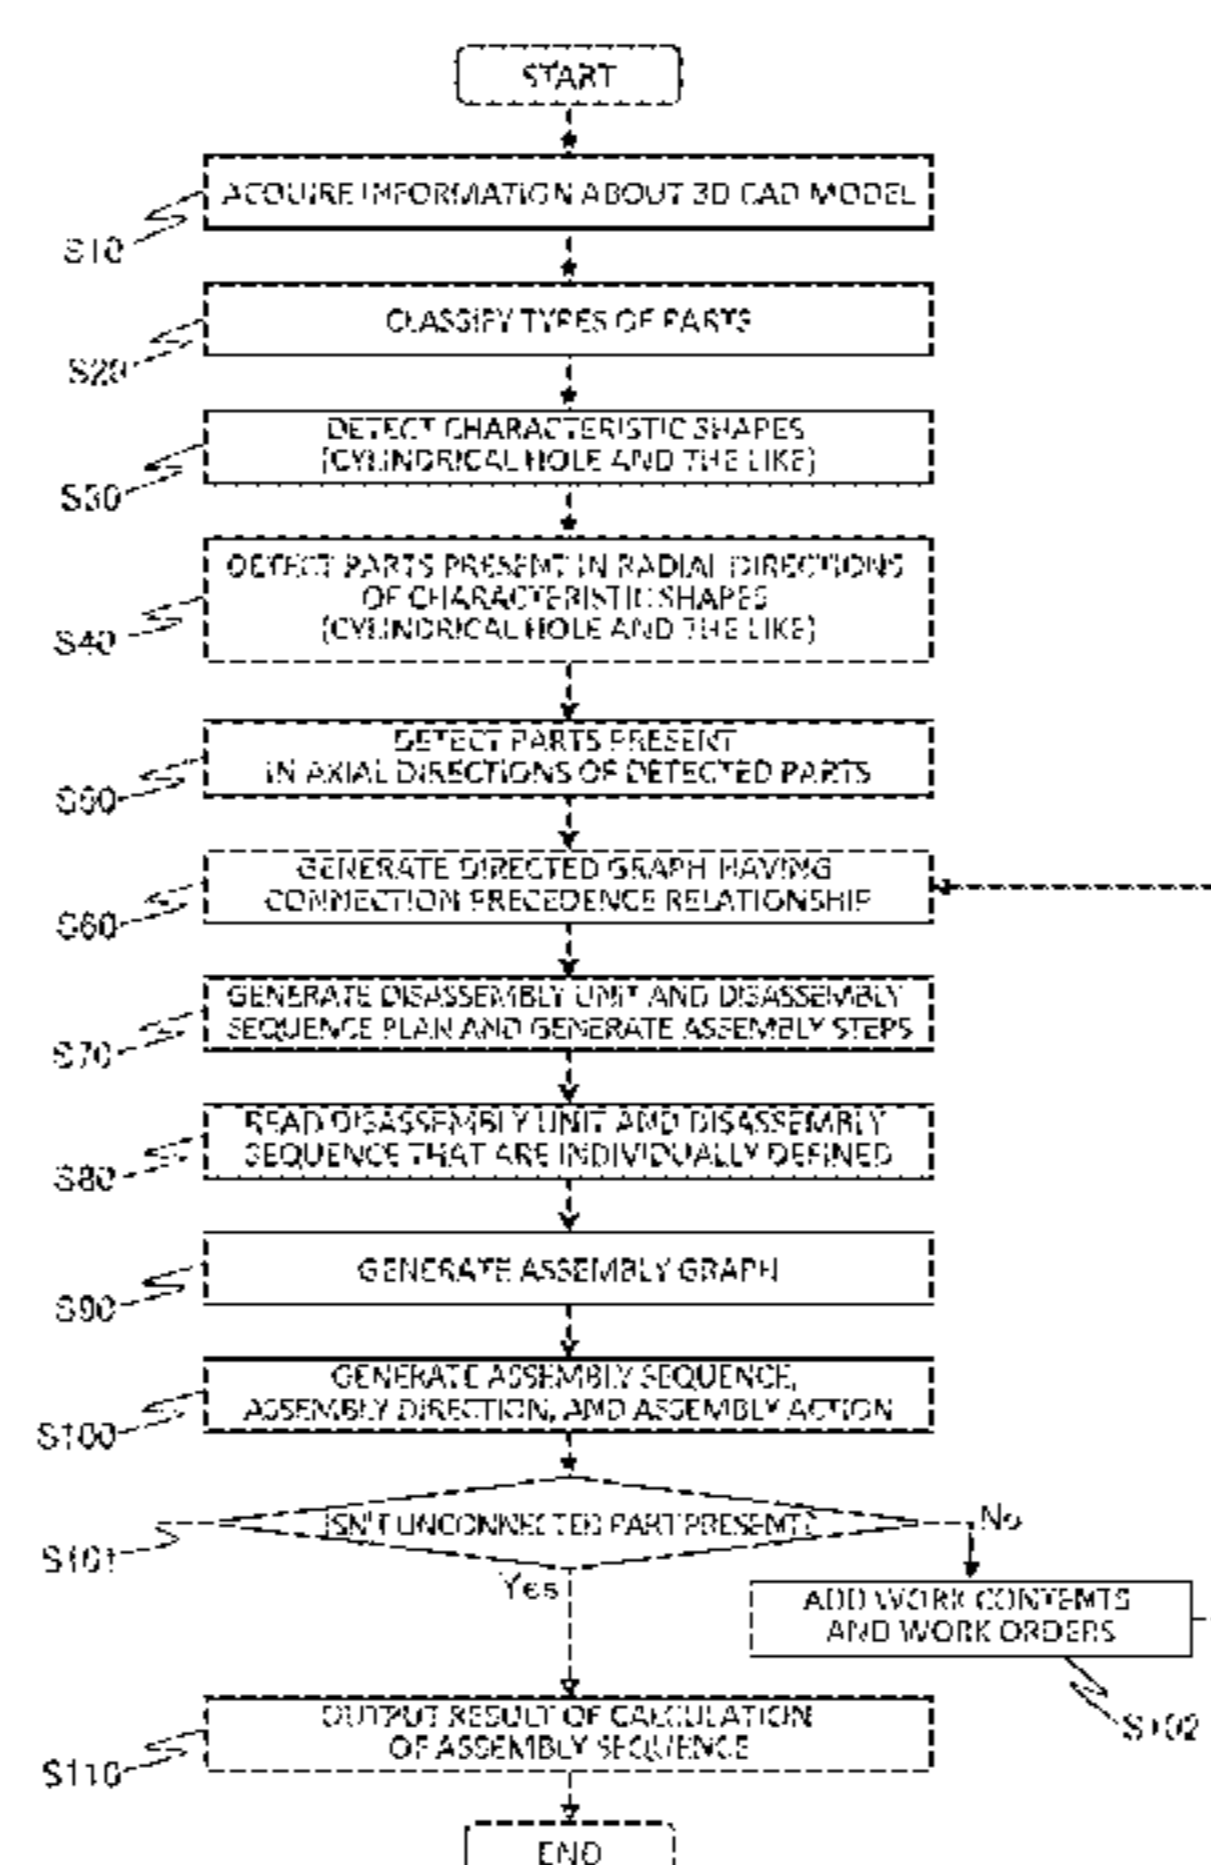 START
ACQUIRE INFORMATION ABOUT 3D CAD MODEL
S10
CLASSIFY TYPES OF PARTS
S20
DETECT CHARACTERISTIC SHAPES
(CYLINDRICAL HOLE AND THE LIKE)
S30
DETECT PARTS PRESENT IN RADIAL DIRECTIONS
OF CHARACTERISTIC SHAPES
(CYLINDRICAL HOLE AND THE LIKE)
S40
DETECT PARTS PRESENT
IN AXIAL DIRECTIONS OF DETECTED PARTS
S50
GENERATE DIRECTED GRAPH HAVING
CONNECTION PRECEDENCE RELATIONSHIP
S60
GENERATE DISASSEMBLY UNIT AND DISASSEMBLY
SEQUENCE PLAN AND GENERATE ASSEMBLY STEPS
S70
READ DISASSEMBLY UNIT AND DISASSEMBLY
SEQUENCE THAT ARE INDIVIDUALLY DEFINED
S80
GENERATE ASSEMBLY GRAPH
S90
GENERATE ASSEMBLY SEQUENCE,
ASSEMBLY DIRECTION, AND ASSEMBLY ACTION
S100
ISN'T UNCONNECTED PART PRESENT?
No
S101
Yes
ADD WORK CONTENTS
AND WORK ORDERS
S102
OUTPUT RESULT OF CALCULATION
OF ASSEMBLY SEQUENCE
S110
END